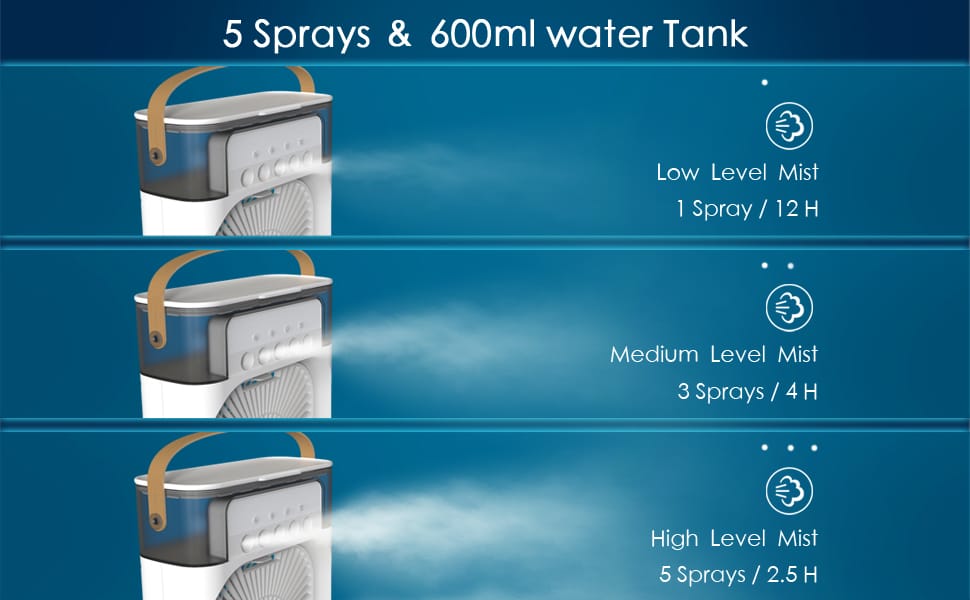 5 Sprays & 600ml water Tank
Low Level Mist
1 Spray / 12 H
Medium Level Mist
3 Sprays / 4 H
High Level Mist
5 Sprays / 2.5 H